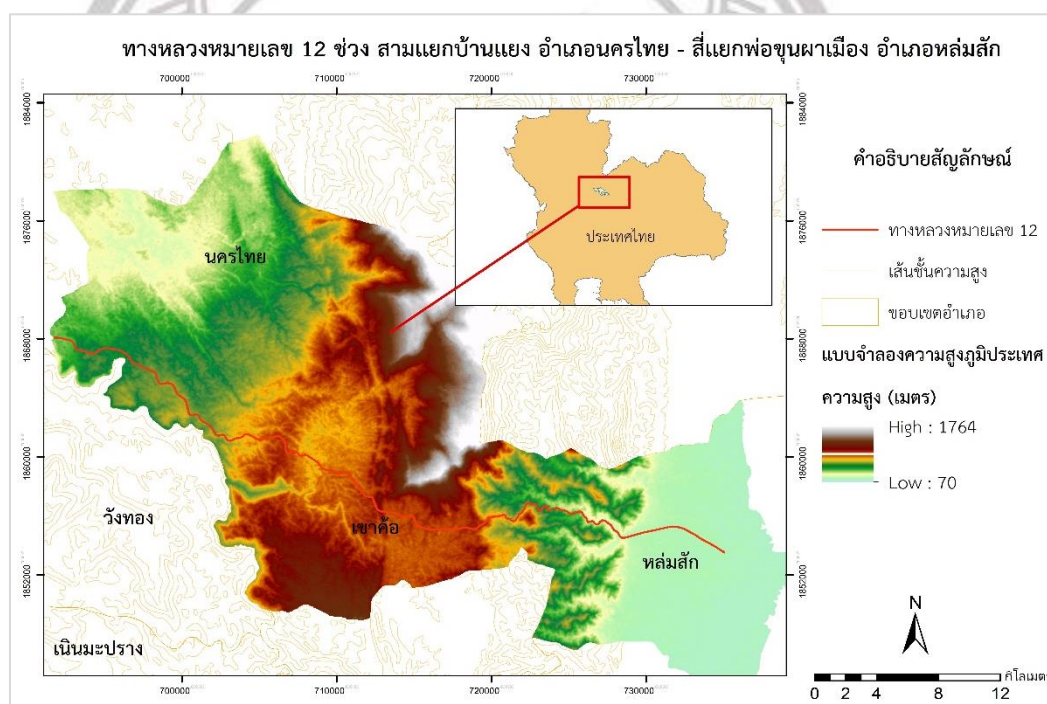 ทางหลวงหมายเลข 12 ช่วง สามแยกบ้านแยง อำเภอนครไทย - สี่แยกพ่อขุนผาเมือง อำเภอหล่มสัก
700000 710000 720000 730000
1884000 1884000
ประเทศไทย
คำอธิบายสัญลักษณ์
1876000 1876000
ทางหลวงหมายเลข 12
นครไทย
เส้นชั้นความสูง
ขอบเขตอำเภอ
1868000 1868000
แบบจำลองความสูงภูมิประเทศ
ความสูง (เมตร)
High : 1764
1860000 1860000
Low : 70
วังทอง
เขาค้อ
หล่มสัก
1852000 1852000
เนินมะปราง
N
700000 710000 720000 730000
กิโลเมตร
0 2 4 8 12